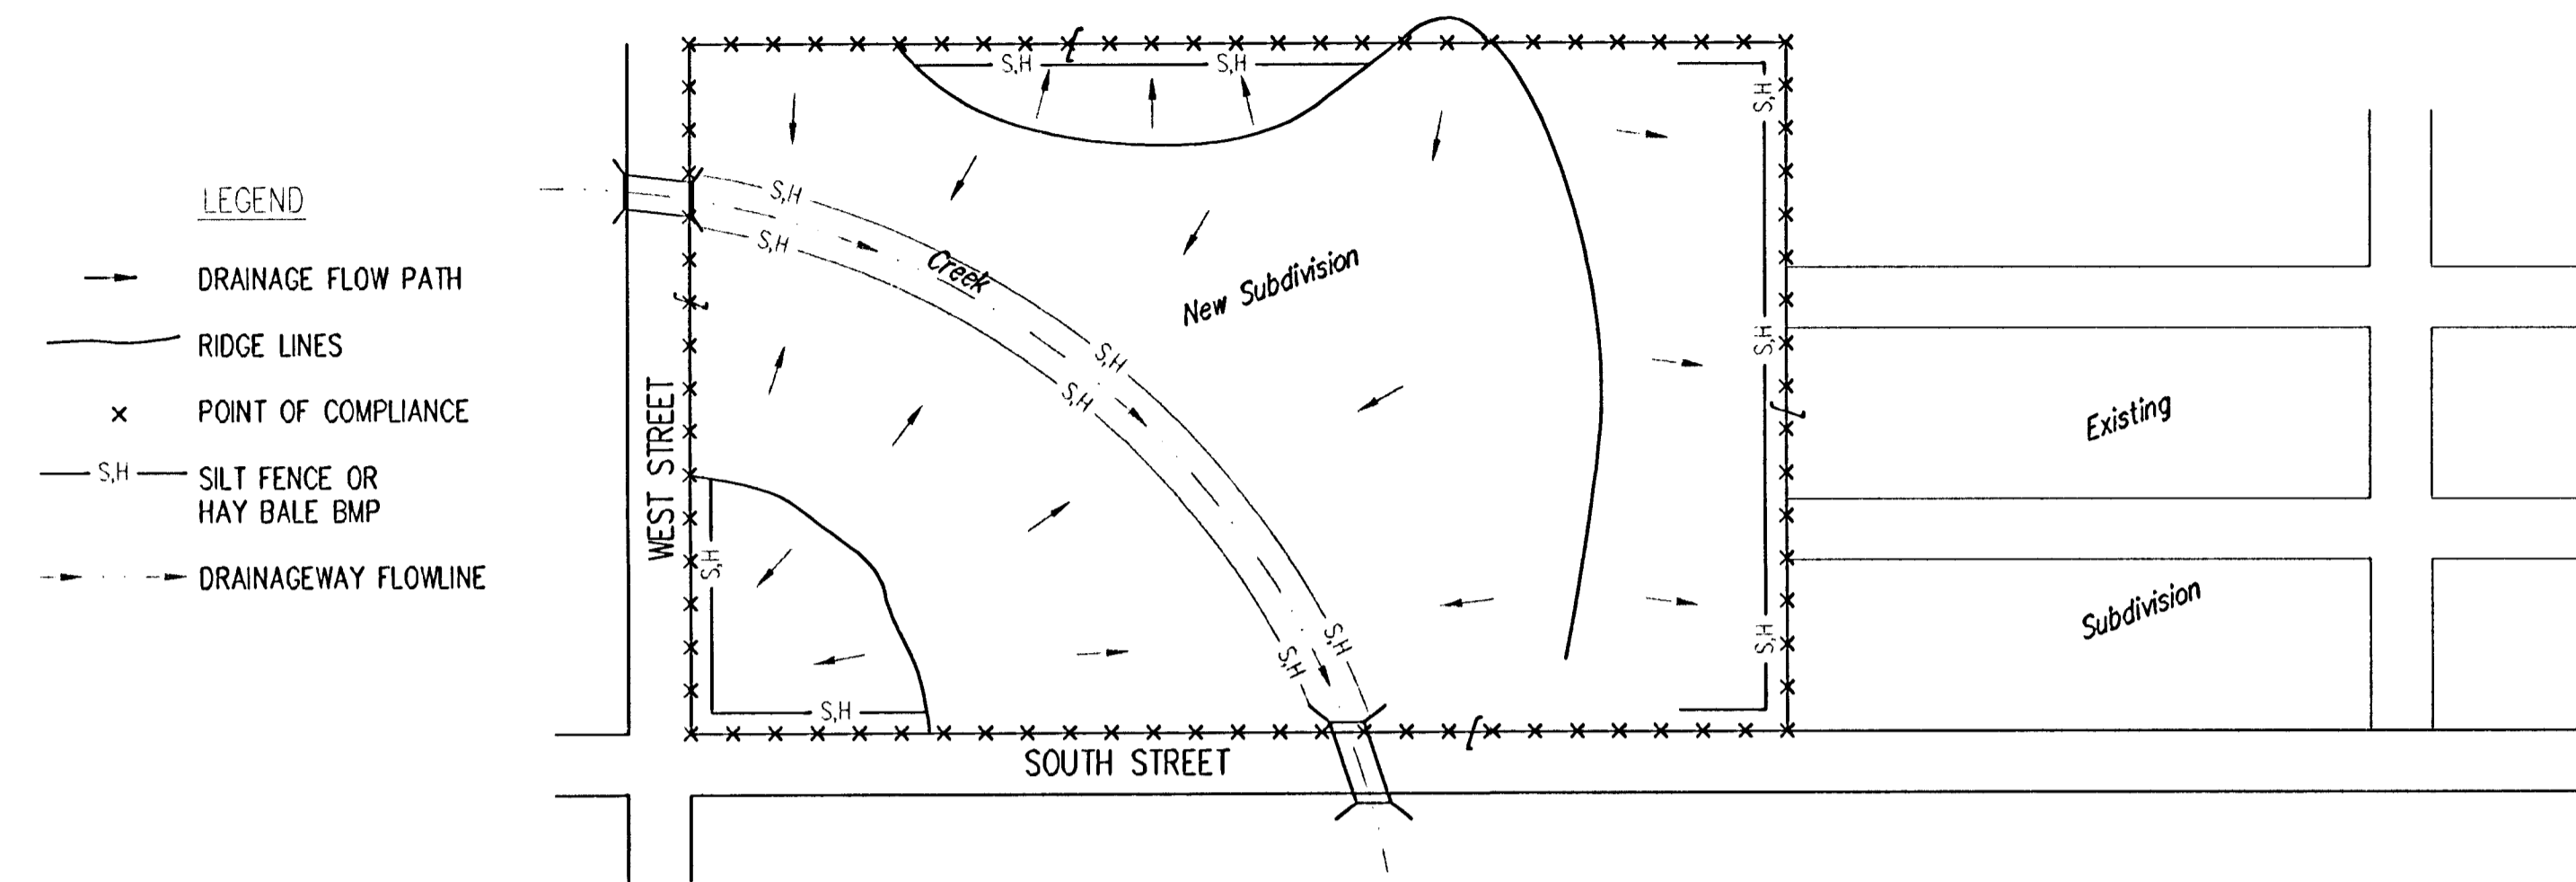 LEGEND
DRAINAGE FLOW PATH
RIDGE LINES
x POINT OF COMPLIANCE
S,H SILT FENCE OR
HAY BALE BMP
DRAINAGEWAY FLOWLINE
WEST STREET
SOUTH STREET
Creek
New Subdivision
Existing
Subdivision
S,H
S,H
S,H
S,H
S,H
S,H
S,H
S,H
S,H
S,H
S,H
S,H
S,H